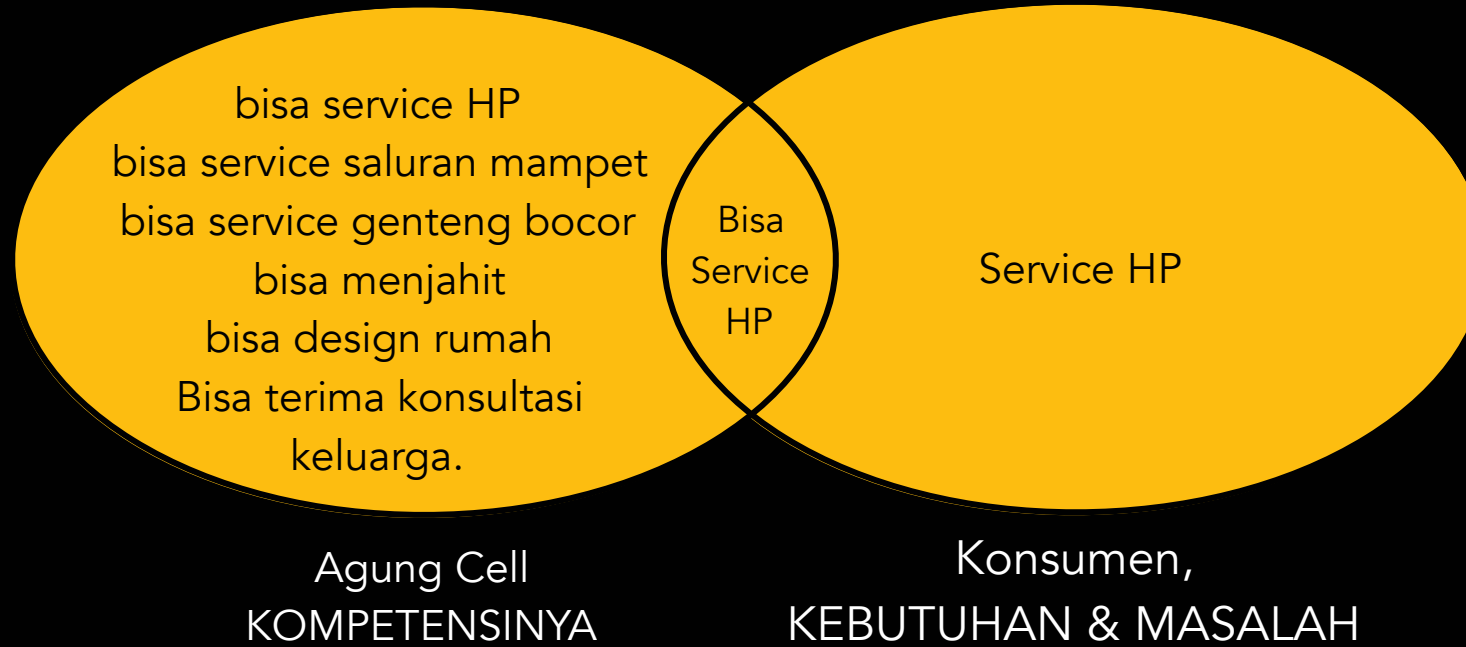 bisa service HP
bisa service saluran mampet
bisa service genteng bocor
bisa menjahit
bisa design rumah
Bisa terima konsultasi
keluarga.
Bisa
Service
HP
Service HP
Agung Cell
KOMPETENSINYA
Konsumen,
KEBUTUHAN & MASALAH